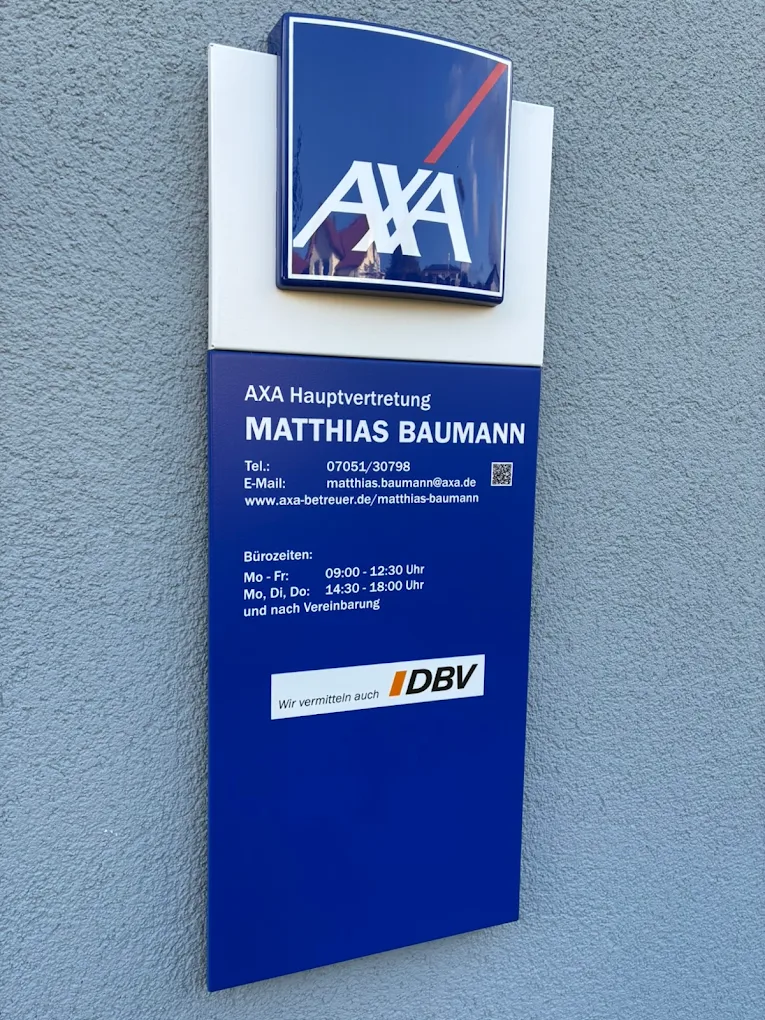 AXA
AXA Hauptvertretung
MATTHIAS BAUMANN
Tel.: 07051/30798
E-Mail: matthias.baumann@axa.de
www.axa-betreuer.de/matthias-baumann
Bürozeiten:
Mo - Fr: 09:00 - 12:30 Uhr
Mo, Di, Do: 14:30 - 18:00 Uhr
und nach Vereinbarung
Wir vermitteln auch DBV